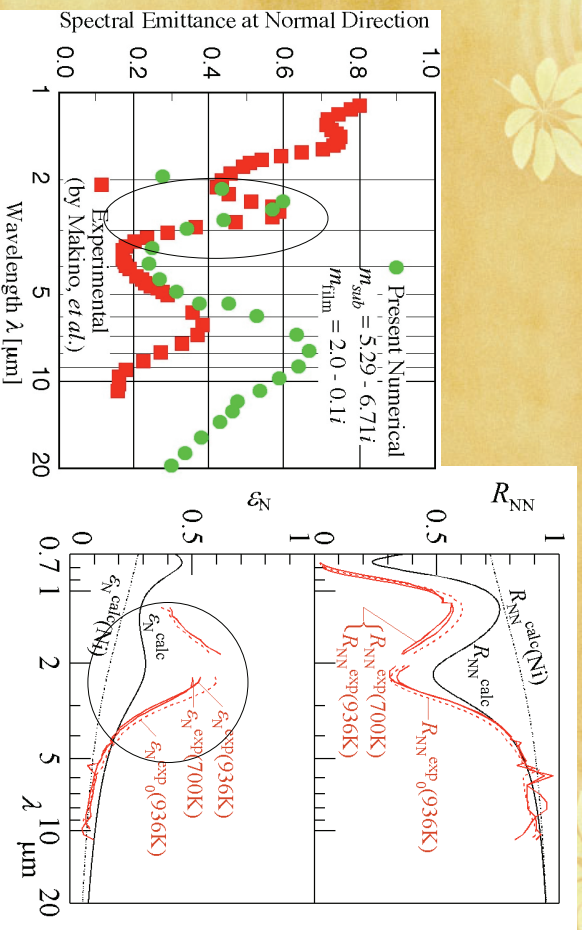 Spectral Emittance at Normal Direction
0.0 0.2 0.4 0.6 0.8 1.0
1
2
5
10
20
Wavelength λ [μm]
Present Numerical
m_sub = 5.29 - 6.71i
m_film = 2.0 - 0.1i
Experimental
(by Makino, et al.)
R_NN
1
0.5
0
R_NN^calc(Ni)
R_NN^calc
R_NN^exp_0(936K)
R_NN^exp(700K)
R_NN^exp(936K)
ε_N
1
0.5
0
ε_N^calc
ε_N^calc(Ni)
ε_N^exp(936K)
ε_N^exp(700K)
ε_N^exp_0(936K)
0.7 1 2 5 10 20
λ μm